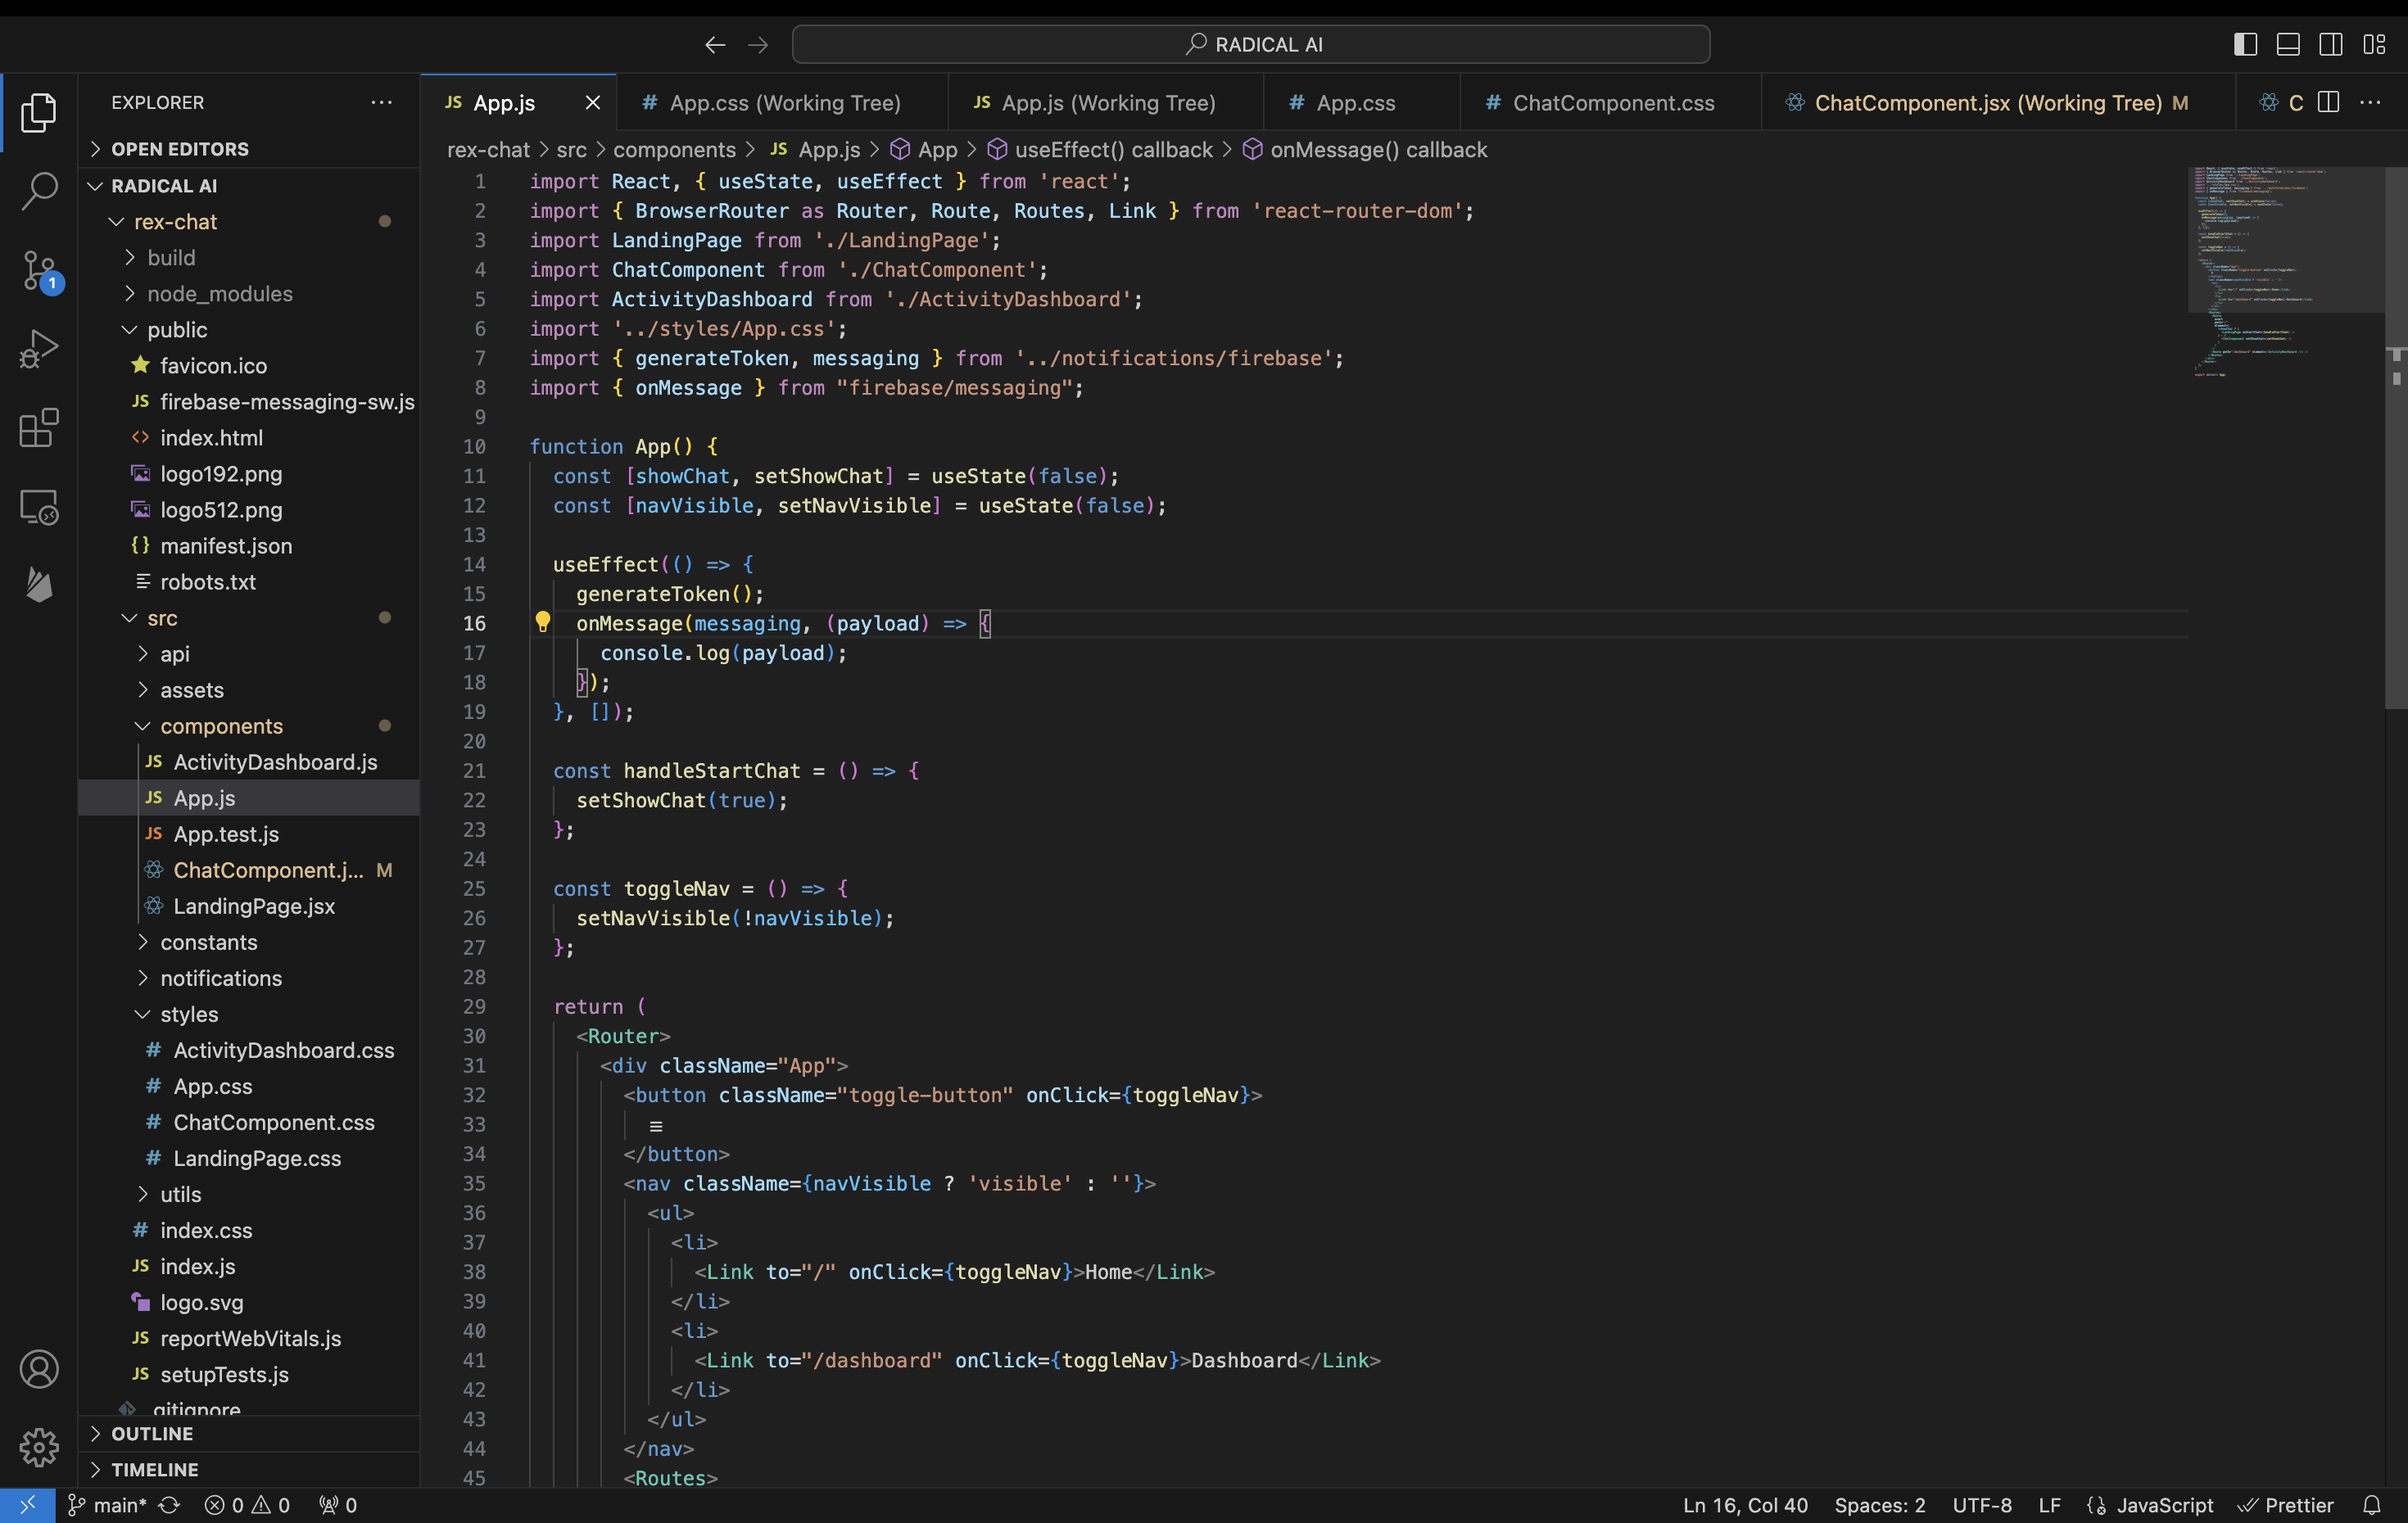 RADICAL AI
EXPLORER
OPEN EDITORS
RADICAL AI
rex-chat
build
node_modules
public
favicon.ico
JS firebase-messaging-sw.js
<> index.html
logo192.png
logo512.png
{} manifest.json
robots.txt
src
api
assets
components
JS ActivityDashboard.js
JS App.js
JS App.test.js
ChatComponent.j... M
LandingPage.jsx
constants
notifications
styles
# ActivityDashboard.css
# App.css
# ChatComponent.css
# LandingPage.css
utils
# index.css
JS index.js
logo.svg
JS reportWebVitals.js
JS setupTests.js
.gitignore
OUTLINE
TIMELINE
1
JS App.js
# App.css (Working Tree)
JS App.js (Working Tree)
# App.css
# ChatComponent.css
ChatComponent.jsx (Working Tree) M
C
rex-chat > src > components > JS App.js > App > useEffect() callback > onMessage() callback
1 import React, { useState, useEffect } from 'react';
2 import { BrowserRouter as Router, Route, Routes, Link } from 'react-router-dom';
3 import LandingPage from './LandingPage';
4 import ChatComponent from './ChatComponent';
5 import ActivityDashboard from './ActivityDashboard';
6 import '../styles/App.css';
7 import { generateToken, messaging } from '../notifications/firebase';
8 import { onMessage } from "firebase/messaging";
9
10 function App() {
11 const [showChat, setShowChat] = useState(false);
12 const [navVisible, setNavVisible] = useState(false);
13
14 useEffect(() => {
15 generateToken();
16 onMessage(messaging, (payload) => {
17 console.log(payload);
18 });
19 }, []);
20
21 const handleStartChat = () => {
22 setShowChat(true);
23 };
24
25 const toggleNav = () => {
26 setNavVisible(!navVisible);
27 };
28
29 return (
30 <Router>
31 <div className="App">
32 <button className="toggle-button" onClick={toggleNav}>
33 ≡
34 </button>
35 <nav className={navVisible ? 'visible' : ''}>
36 <ul>
37 <li>
38 <Link to="/" onClick={toggleNav}>Home</Link>
39 </li>
40 <li>
41 <Link to="/dashboard" onClick={toggleNav}>Dashboard</Link>
42 </li>
43 </ul>
44 </nav>
45 <Routes>
main* 0 0 0
Ln 16, Col 40 Spaces: 2 UTF-8 LF JavaScript Prettier